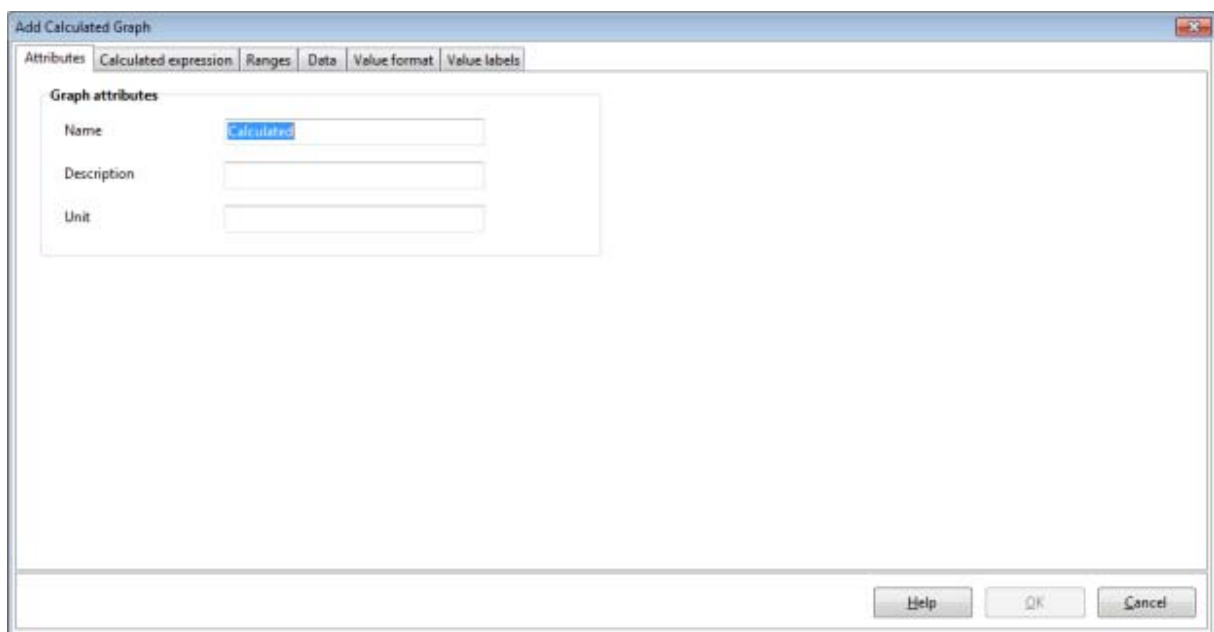 Add Calculated Graph
Attributes Calculated expression Ranges Data Value format Value labels
Graph attributes
Name Calculated
Description
Unit
Help OK Cancel